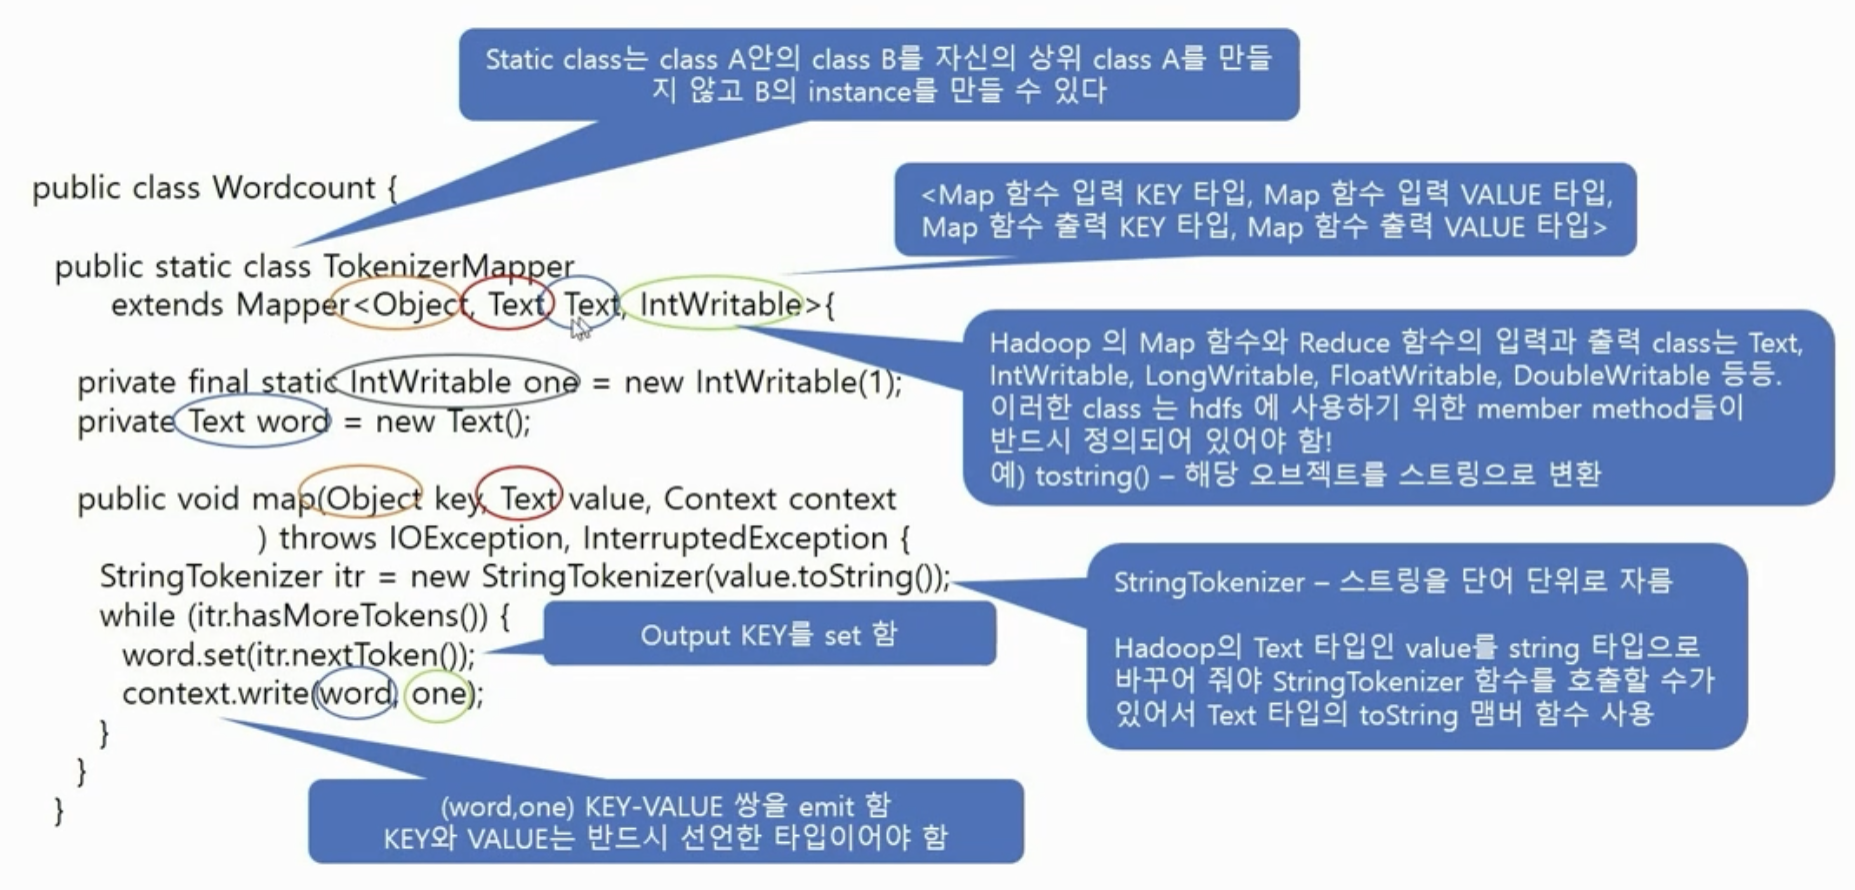 Static class는 class A안의 class B를 자신의 상위 class A를 만들
지 않고 B의 instance를 만들 수 있다
public class Wordcount {
<Map 함수 입력 KEY 타입, Map 함수 입력 VALUE 타입,
Map 함수 출력 KEY 타입, Map 함수 출력 VALUE 타입>
public static class TokenizerMapper
extends Mapper<Object, Text, Text, IntWritable>{
Hadoop 의 Map 함수와 Reduce 함수의 입력과 출력 class는 Text,
IntWritable, LongWritable, FloatWritable, DoubleWritable 등등.
이러한 class 는 hdfs 에 사용하기 위한 member method들이
반드시 정의되어 있어야 함!
예) tostring() – 해당 오브젝트를 스트링으로 변환
private final static IntWritable one = new IntWritable(1);
private Text word = new Text();
public void map(Object key, Text value, Context context
) throws IOException, InterruptedException {
StringTokenizer itr = new StringTokenizer(value.toString());
StringTokenizer – 스트링을 단어 단위로 자름
Hadoop의 Text 타입인 value를 string 타입으로
바꾸어 줘야 StringTokenizer 함수를 호출할 수가
있어서 Text 타입의 toString 맴버 함수 사용
while (itr.hasMoreTokens()) {
Output KEY를 set 함
word.set(itr.nextToken());
context.write(word, one);
}
}
}
(word,one) KEY-VALUE 쌍을 emit 함
KEY와 VALUE는 반드시 선언한 타입이어야 함